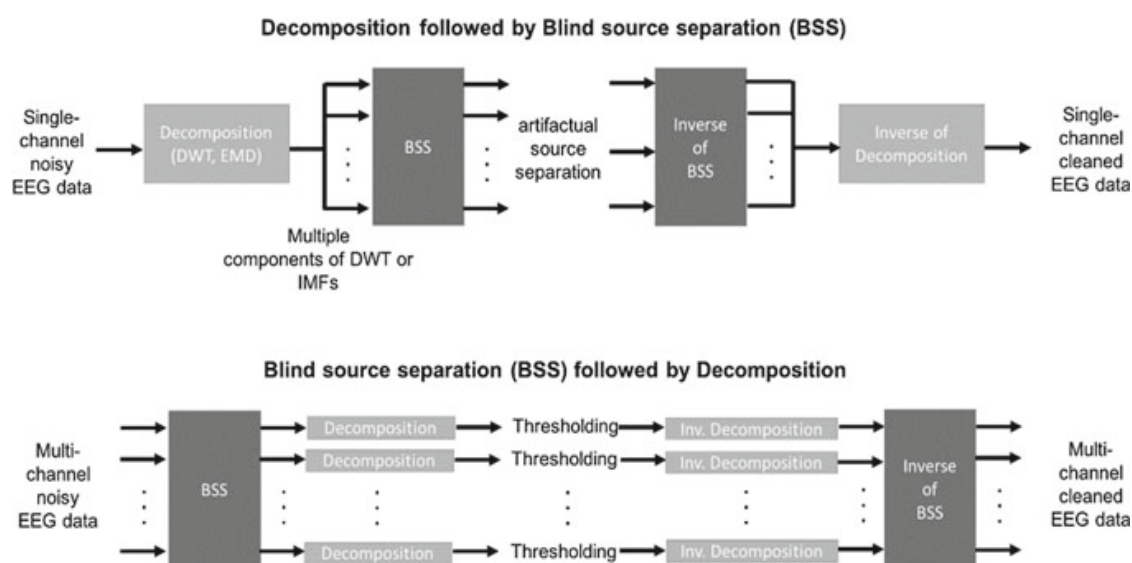 Decomposition followed by Blind source separation (BSS)
Single-
channel
noisy
EEG data
Decomposition
(DWT, EMD)
Multiple
components of DWT or
IMFs
BSS
artifactual
source
separation
Inverse
of
BSS
Inverse of
Decomposition
Single-
channel
cleaned
EEG data
Blind source separation (BSS) followed by Decomposition
Multi-
channel
noisy
EEG data
BSS
Decomposition
Thresholding
Inv. Decomposition
Decomposition
Thresholding
Inv. Decomposition
Decomposition
Thresholding
Inv. Decomposition
Inverse
of
BSS
Multi-
channel
cleaned
EEG data